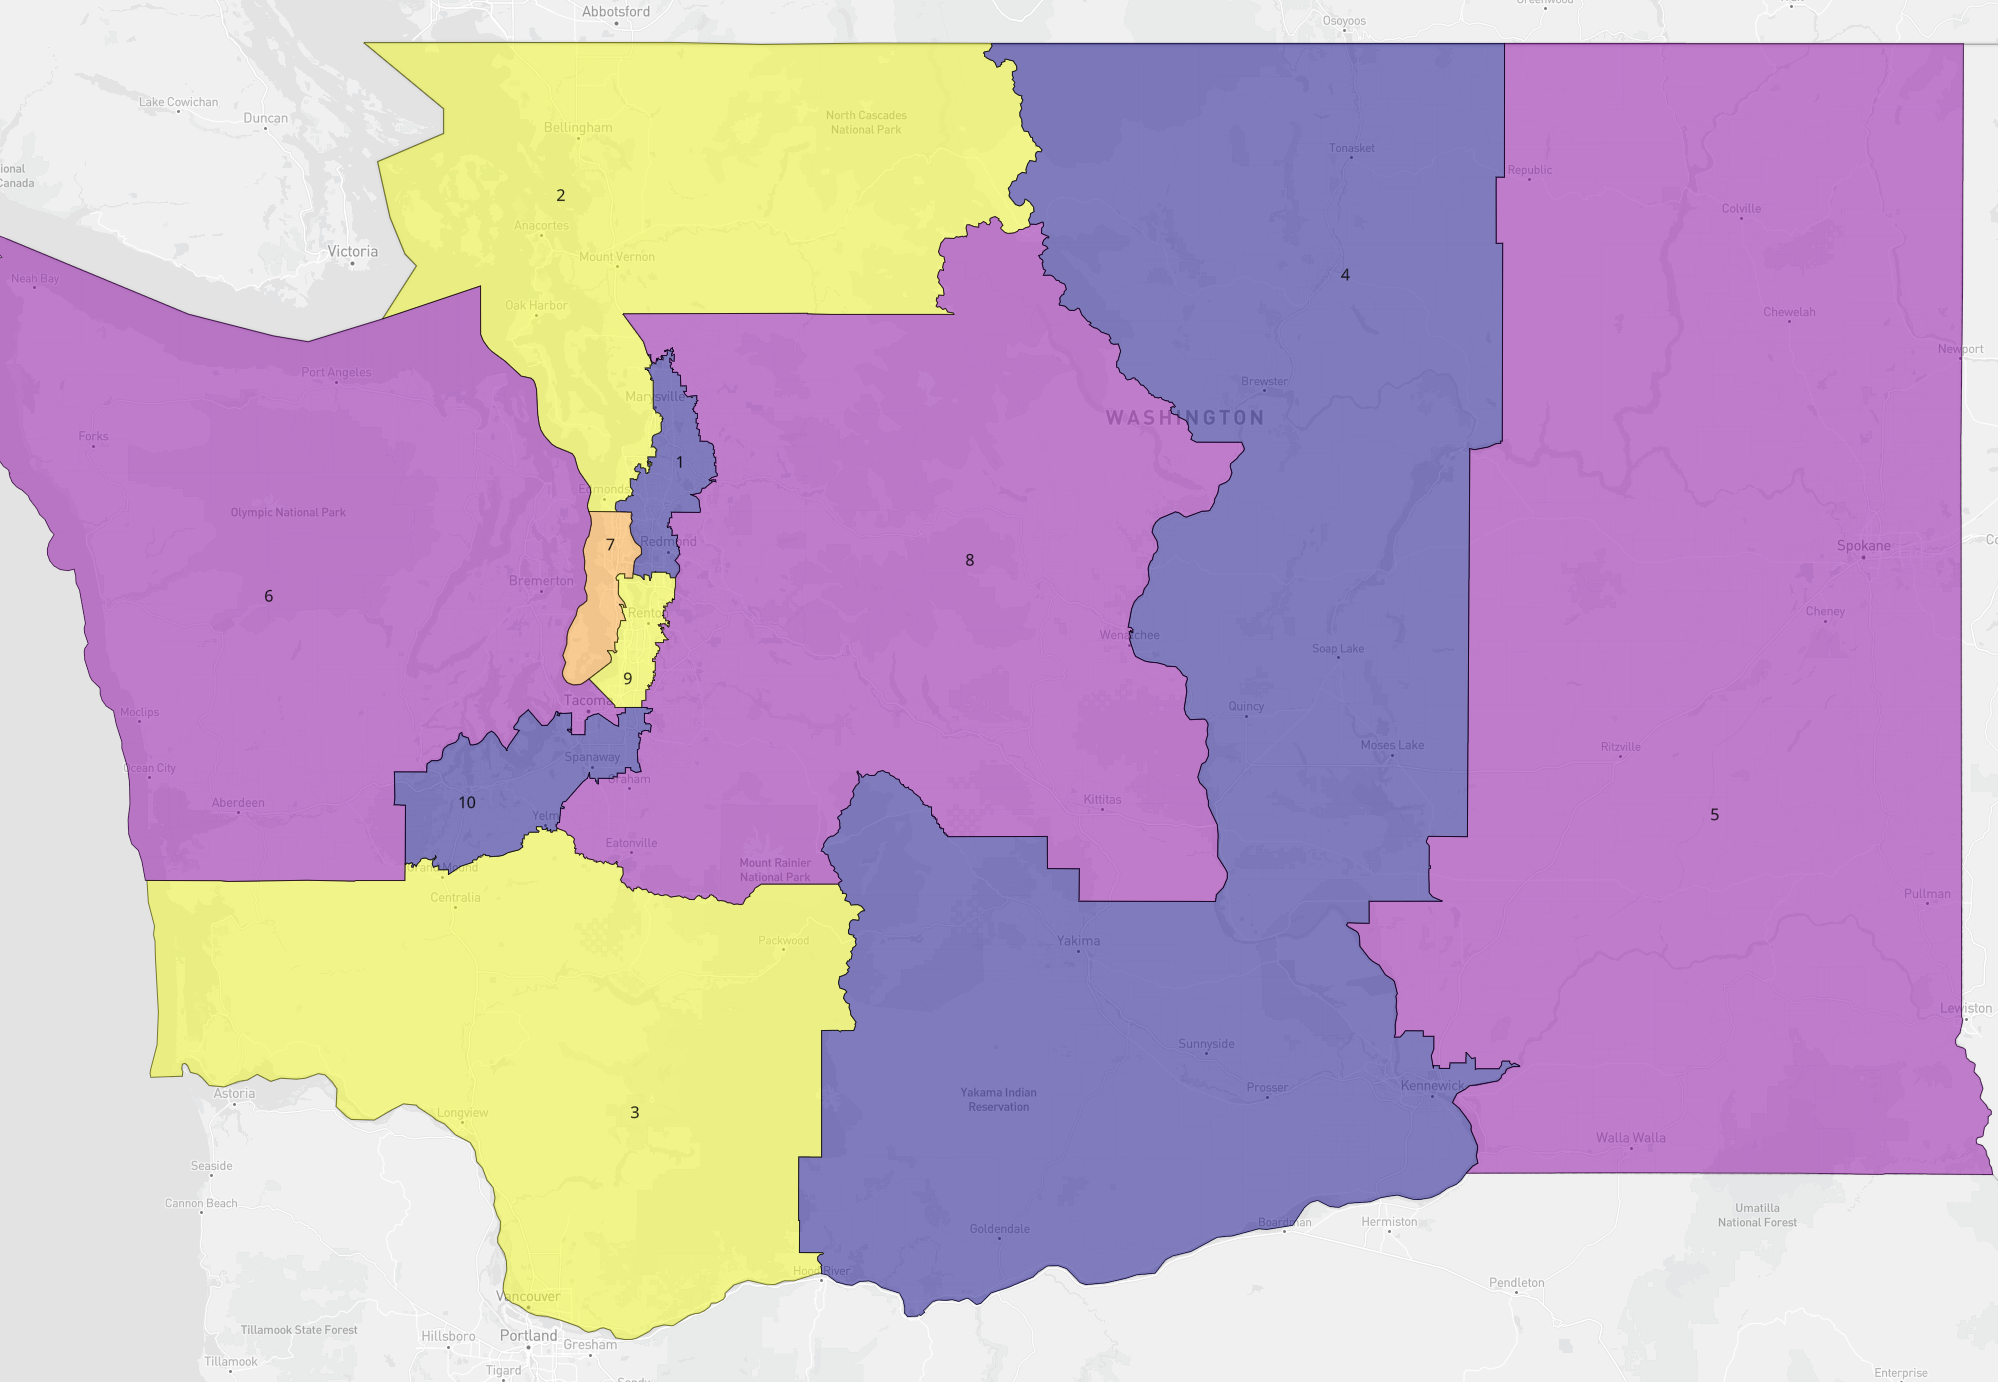 Abbotsford
Osoyoos
Lake Cowichan
Duncan
North Cascades
National Park
Bellingham
Tonasket
ional
Canada
Republic
2
Colville
Anacortes
Victoria
Mount Vernon
4
Neah Bay
Oak Harbor
Chewelah
Newport
Port Angeles
Brewster
Marysville
WASHINGTON
Forks
1
Edmonds
Olympic National Park
7
Redmond
Spokane
8
Bremerton
6
Renton
Cheney
Wenatchee
Soap Lake
9
Tacoma
Moclips
Quincy
Moses Lake
Ritzville
Spanaway
Ocean City
Graham
Aberdeen
10
Kittitas
Yelm
5
Eatonville
Mount Rainier
National Park
Grand Mound
Centralia
Pullman
Packwood
Yakima
Lewiston
Sunnyside
Astoria
Yakama Indian
Reservation
Prosser
Kennewick
Longview
3
Walla Walla
Seaside
Cannon Beach
Umatilla
National Forest
Goldendale
Boardman
Hermiston
Hood River
Pendleton
Vancouver
Tillamook State Forest
Hillsboro
Portland
Gresham
Tillamook
Tigard
Enterprise